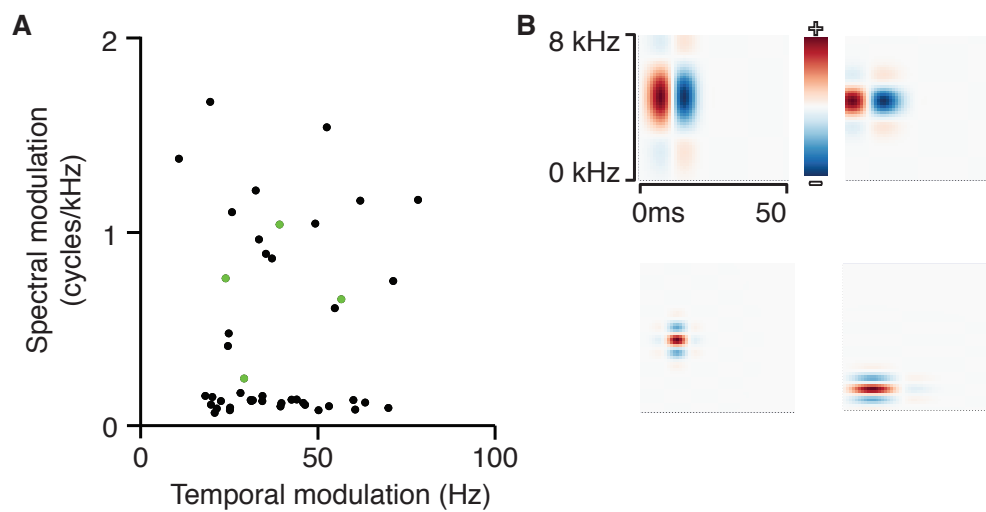 A
2
1
0
Spectral modulation
(cycles/kHz)
0
50
100
Temporal modulation (Hz)
B
8 kHz
0 kHz
0ms
50
+
−